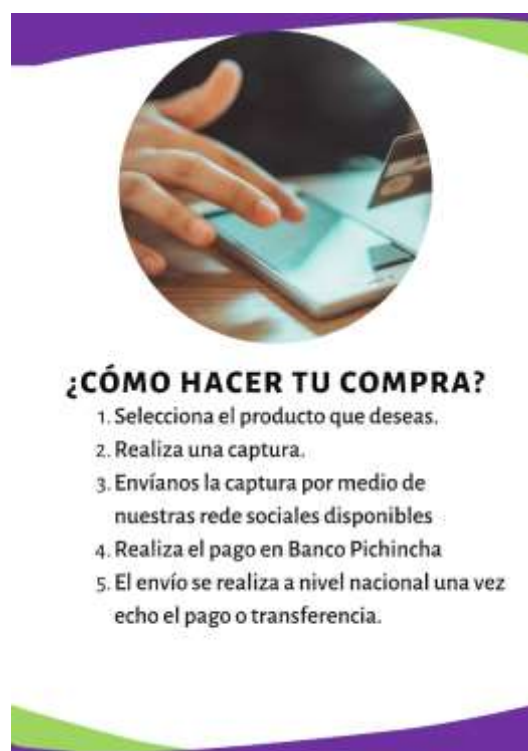 ¿CÓMO HACER TU COMPRA?
1. Selecciona el producto que deseas.
2. Realiza una captura.
3. Envíanos la captura por medio de
nuestras rede sociales disponibles
4. Realiza el pago en Banco Pichincha
5. El envío se realiza a nivel nacional una vez
echo el pago o transferencia.